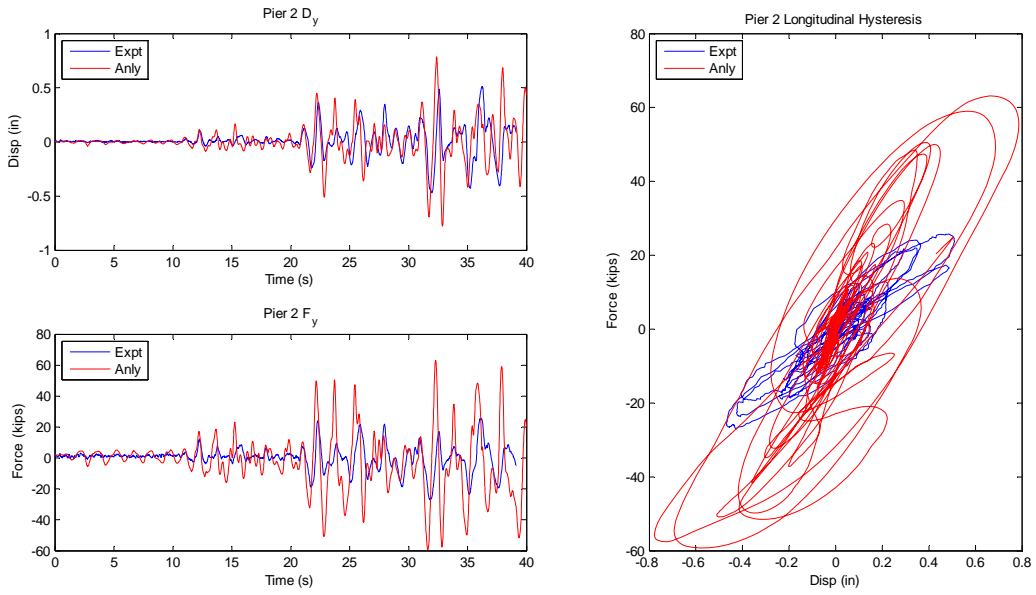 Pier 2 D_y
1
0.5
0
-0.5
-1
Disp (in)
Expt
Anly
0 5 10 15 20 25 30 35 40
Time (s)
Pier 2 F_y
80
60
40
20
0
-20
-40
-60
Force (kips)
Expt
Anly
0 5 10 15 20 25 30 35 40
Time (s)
Pier 2 Longitudinal Hysteresis
80
60
40
20
0
-20
-40
-60
Force (kips)
Expt
Anly
-0.8 -0.6 -0.4 -0.2 0 0.2 0.4 0.6 0.8
Disp (in)